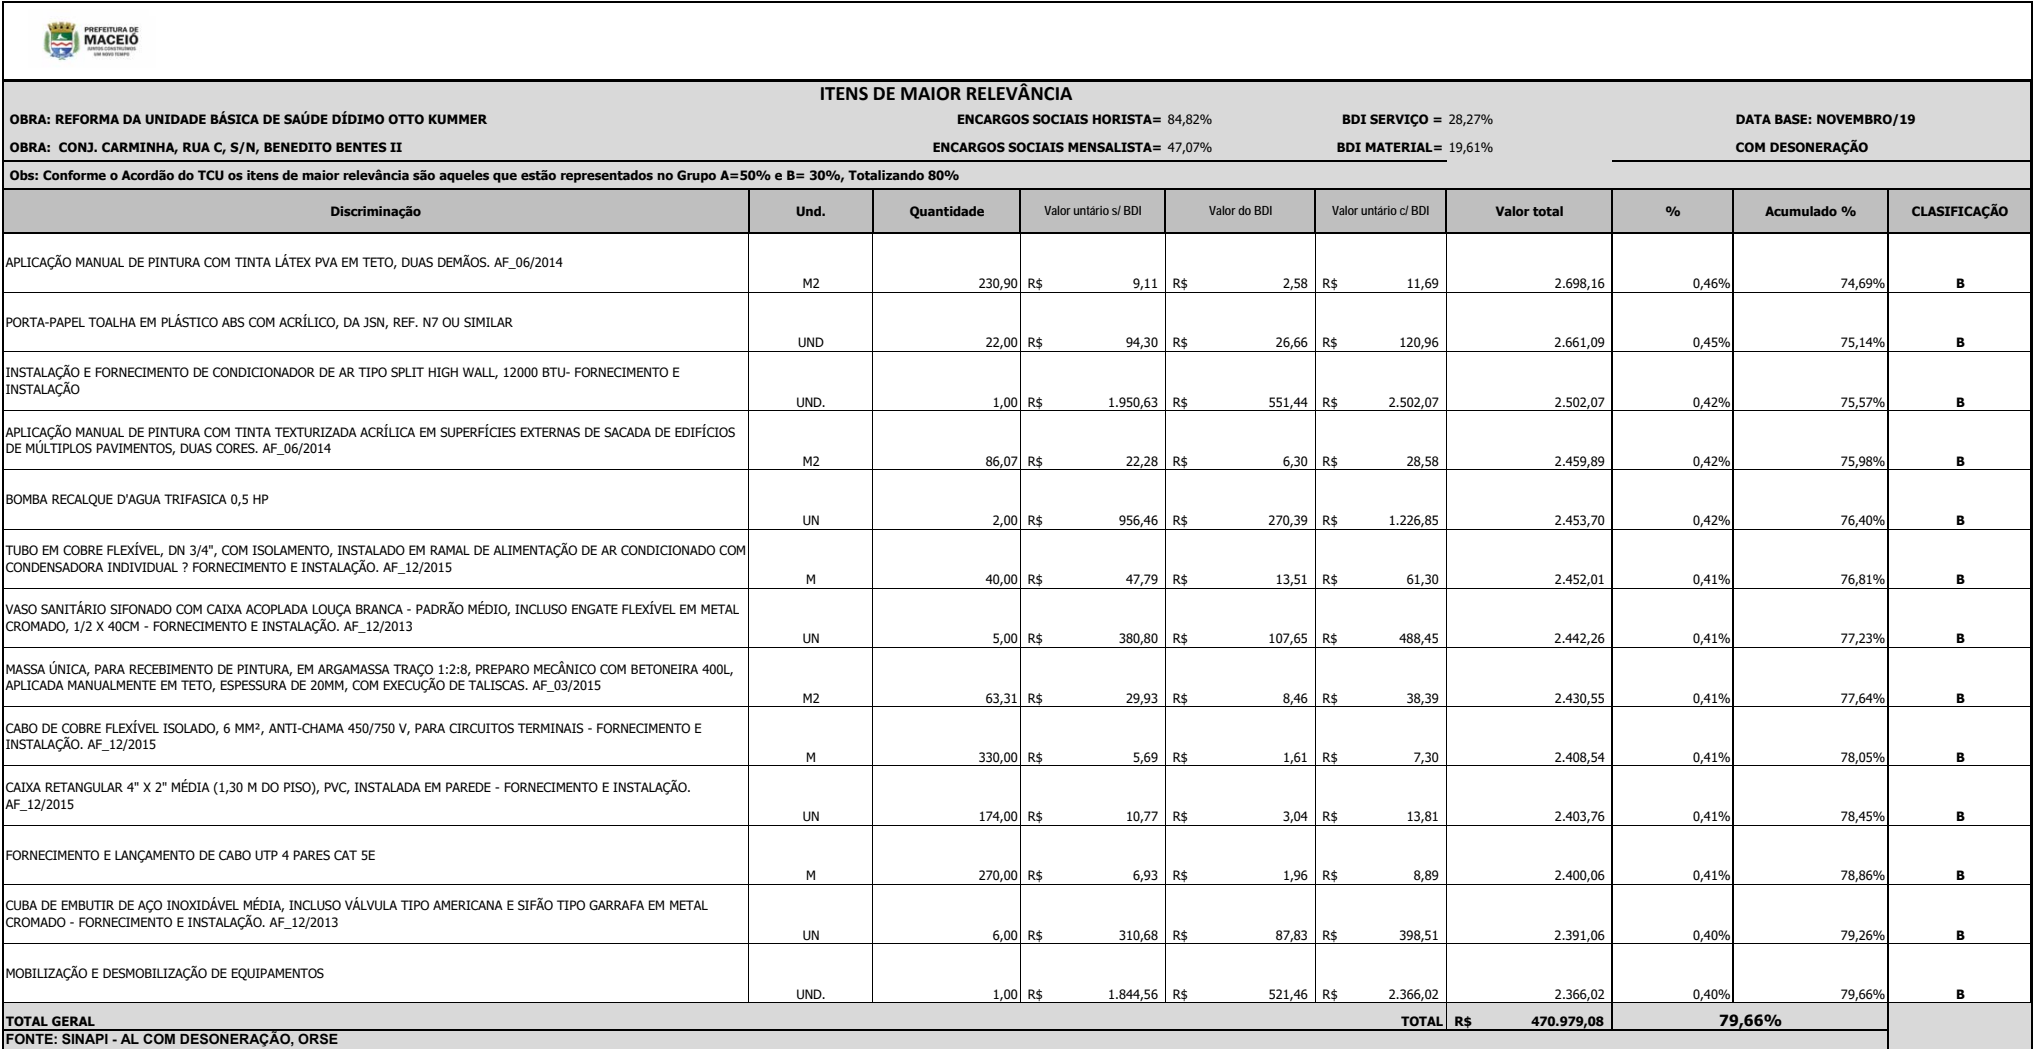 PREFEITURA DE
MACEIÓ
JUNTOS CONSTRUÍMOS
UM NOVO TEMPO
ITENS DE MAIOR RELEVÂNCIA
OBRA: REFORMA DA UNIDADE BÁSICA DE SAÚDE DÍDIMO OTTO KUMMER ENCARGOS SOCIAIS HORISTA= 84,82% BDI SERVIÇO = 28,27% DATA BASE: NOVEMBRO/19
OBRA: CONJ. CARMINHA, RUA C, S/N, BENEDITO BENTES II ENCARGOS SOCIAIS MENSALISTA= 47,07% BDI MATERIAL= 19,61% COM DESONERAÇÃO
Obs: Conforme o Acordão do TCU os itens de maior relevância são aqueles que estão representados no Grupo A=50% e B= 30%, Totalizando 80%
Discriminação Und. Quantidade Valor untário s/ BDI Valor do BDI Valor untário c/ BDI Valor total % Acumulado % CLASIFICAÇÃO
APLICAÇÃO MANUAL DE PINTURA COM TINTA LÁTEX PVA EM TETO, DUAS DEMÃOS. AF_06/2014
M2 230,90 R$ 9,11 R$ 2,58 R$ 11,69 2.698,16 0,46% 74,69% B
PORTA-PAPEL TOALHA EM PLÁSTICO ABS COM ACRÍLICO, DA JSN, REF. N7 OU SIMILAR
UND 22,00 R$ 94,30 R$ 26,66 R$ 120,96 2.661,09 0,45% 75,14% B
INSTALAÇÃO E FORNECIMENTO DE CONDICIONADOR DE AR TIPO SPLIT HIGH WALL, 12000 BTU- FORNECIMENTO E
INSTALAÇÃO
UND. 1,00 R$ 1.950,63 R$ 551,44 R$ 2.502,07 2.502,07 0,42% 75,57% B
APLICAÇÃO MANUAL DE PINTURA COM TINTA TEXTURIZADA ACRÍLICA EM SUPERFÍCIES EXTERNAS DE SACADA DE EDIFÍCIOS
DE MÚLTIPLOS PAVIMENTOS, DUAS CORES. AF_06/2014
M2 86,07 R$ 22,28 R$ 6,30 R$ 28,58 2.459,89 0,42% 75,98% B
BOMBA RECALQUE D'AGUA TRIFASICA 0,5 HP
UN 2,00 R$ 956,46 R$ 270,39 R$ 1.226,85 2.453,70 0,42% 76,40% B
TUBO EM COBRE FLEXÍVEL, DN 3/4", COM ISOLAMENTO, INSTALADO EM RAMAL DE ALIMENTAÇÃO DE AR CONDICIONADO COM
CONDENSADORA INDIVIDUAL ? FORNECIMENTO E INSTALAÇÃO. AF_12/2015
M 40,00 R$ 47,79 R$ 13,51 R$ 61,30 2.452,01 0,41% 76,81% B
VASO SANITÁRIO SIFONADO COM CAIXA ACOPLADA LOUÇA BRANCA - PADRÃO MÉDIO, INCLUSO ENGATE FLEXÍVEL EM METAL
CROMADO, 1/2 X 40CM - FORNECIMENTO E INSTALAÇÃO. AF_12/2013
UN 5,00 R$ 380,80 R$ 107,65 R$ 488,45 2.442,26 0,41% 77,23% B
MASSA ÚNICA, PARA RECEBIMENTO DE PINTURA, EM ARGAMASSA TRAÇO 1:2:8, PREPARO MECÂNICO COM BETONEIRA 400L,
APLICADA MANUALMENTE EM TETO, ESPESSURA DE 20MM, COM EXECUÇÃO DE TALISCAS. AF_03/2015
M2 63,31 R$ 29,93 R$ 8,46 R$ 38,39 2.430,55 0,41% 77,64% B
CABO DE COBRE FLEXÍVEL ISOLADO, 6 MM², ANTI-CHAMA 450/750 V, PARA CIRCUITOS TERMINAIS - FORNECIMENTO E
INSTALAÇÃO. AF_12/2015
M 330,00 R$ 5,69 R$ 1,61 R$ 7,30 2.408,54 0,41% 78,05% B
CAIXA RETANGULAR 4" X 2" MÉDIA (1,30 M DO PISO), PVC, INSTALADA EM PAREDE - FORNECIMENTO E INSTALAÇÃO.
AF_12/2015
UN 174,00 R$ 10,77 R$ 3,04 R$ 13,81 2.403,76 0,41% 78,45% B
FORNECIMENTO E LANÇAMENTO DE CABO UTP 4 PARES CAT 5E
M 270,00 R$ 6,93 R$ 1,96 R$ 8,89 2.400,06 0,41% 78,86% B
CUBA DE EMBUTIR DE AÇO INOXIDÁVEL MÉDIA, INCLUSO VÁLVULA TIPO AMERICANA E SIFÃO TIPO GARRAFA EM METAL
CROMADO - FORNECIMENTO E INSTALAÇÃO. AF_12/2013
UN 6,00 R$ 310,68 R$ 87,83 R$ 398,51 2.391,06 0,40% 79,26% B
MOBILIZAÇÃO E DESMOBILIZAÇÃO DE EQUIPAMENTOS
UND. 1,00 R$ 1.844,56 R$ 521,46 R$ 2.366,02 2.366,02 0,40% 79,66% B
TOTAL GERAL TOTAL R$ 470.979,08 79,66%
FONTE: SINAPI - AL COM DESONERAÇÃO, ORSE